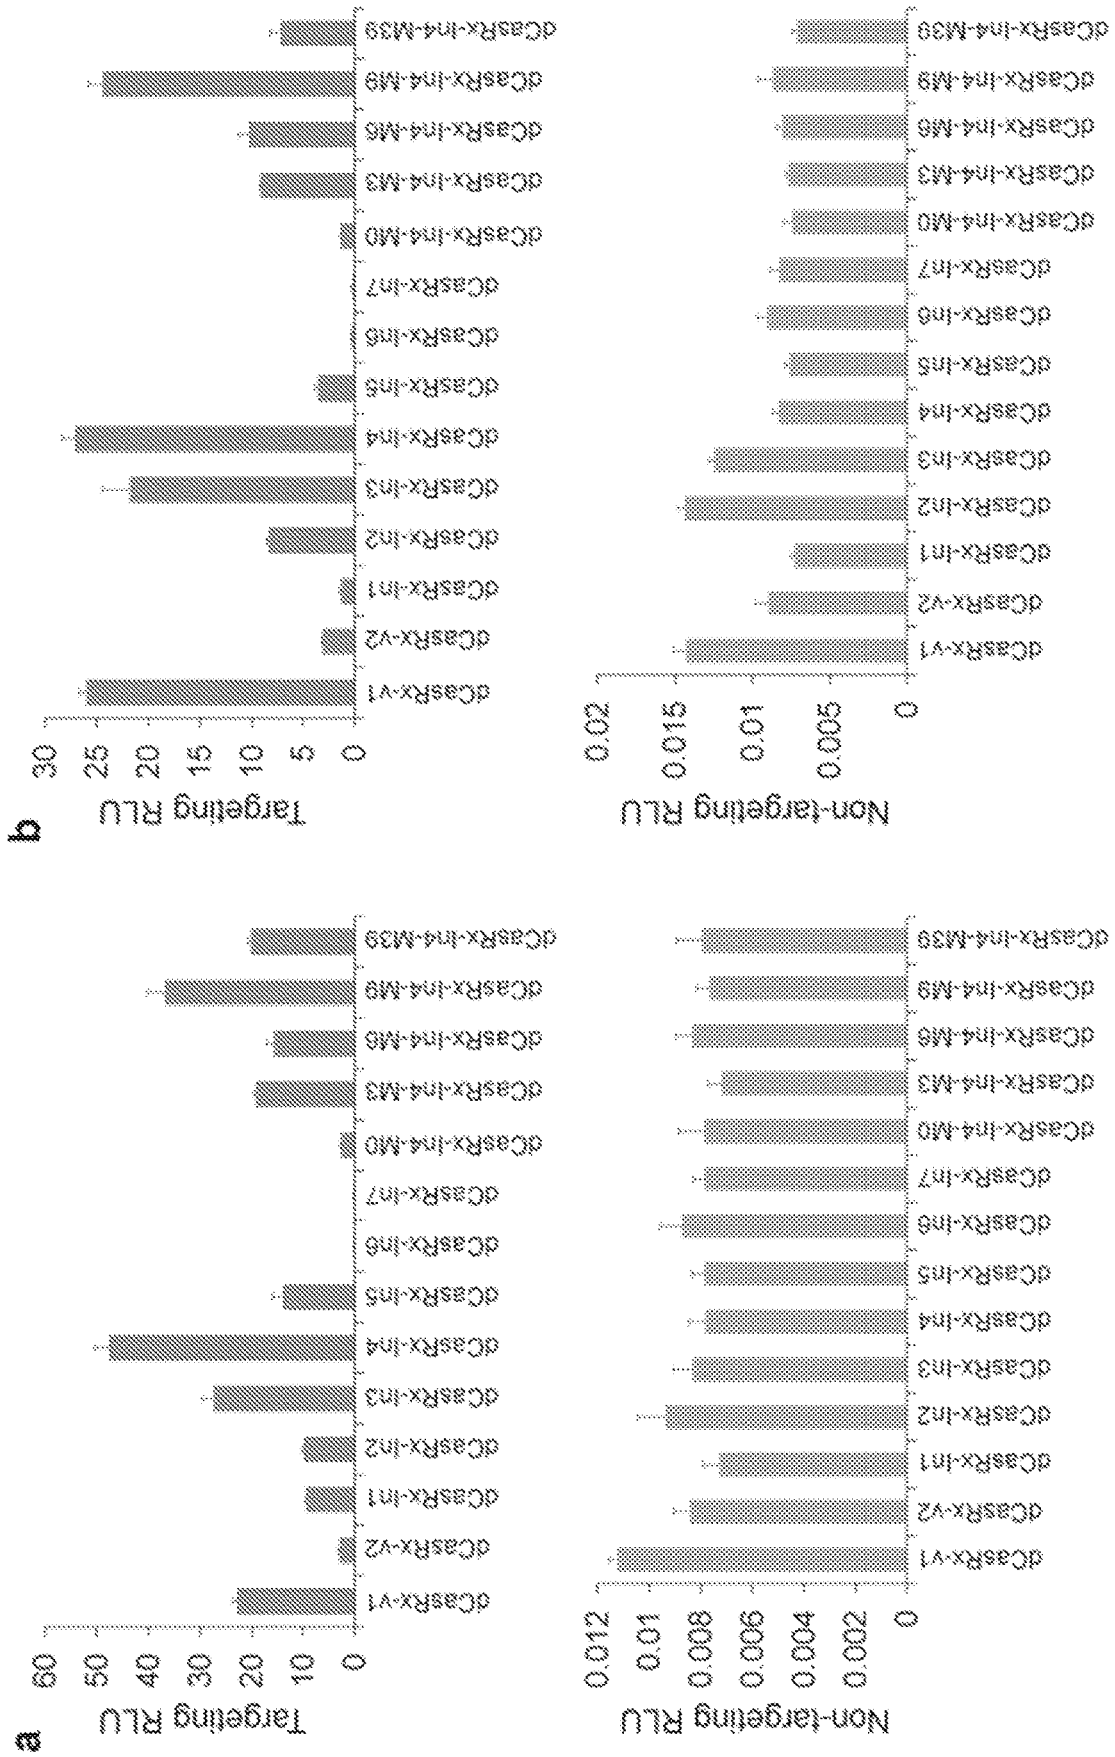 a
Targeting RLU
60
50
40
30
20
10
0
dCasRx-v1
dCasRx-v2
dCasRx-In1
dCasRx-In2
dCasRx-In3
dCasRx-In4
dCasRx-In5
dCasRx-In6
dCasRx-In7
dCasRx-In4-M0
dCasRx-In4-M3
dCasRx-In4-M6
dCasRx-In4-M9
dCasRx-In4-M39
Non-targeting RLU
0.012
0.01
0.008
0.006
0.004
0.002
0
dCasRx-v1
dCasRx-v2
dCasRx-In1
dCasRx-In2
dCasRx-In3
dCasRx-In4
dCasRx-In5
dCasRx-In6
dCasRx-In7
dCasRx-In4-M0
dCasRx-In4-M3
dCasRx-In4-M6
dCasRx-In4-M9
dCasRx-In4-M39
b
Targeting RLU
30
25
20
15
10
5
0
dCasRx-v1
dCasRx-v2
dCasRx-In1
dCasRx-In2
dCasRx-In3
dCasRx-In4
dCasRx-In5
dCasRx-In6
dCasRx-In7
dCasRx-In4-M0
dCasRx-In4-M3
dCasRx-In4-M6
dCasRx-In4-M9
dCasRx-In4-M39
Non-targeting RLU
0.02
0.015
0.01
0.005
0
dCasRx-v1
dCasRx-v2
dCasRx-In1
dCasRx-In2
dCasRx-In3
dCasRx-In4
dCasRx-In5
dCasRx-In6
dCasRx-In7
dCasRx-In4-M0
dCasRx-In4-M3
dCasRx-In4-M6
dCasRx-In4-M9
dCasRx-In4-M39